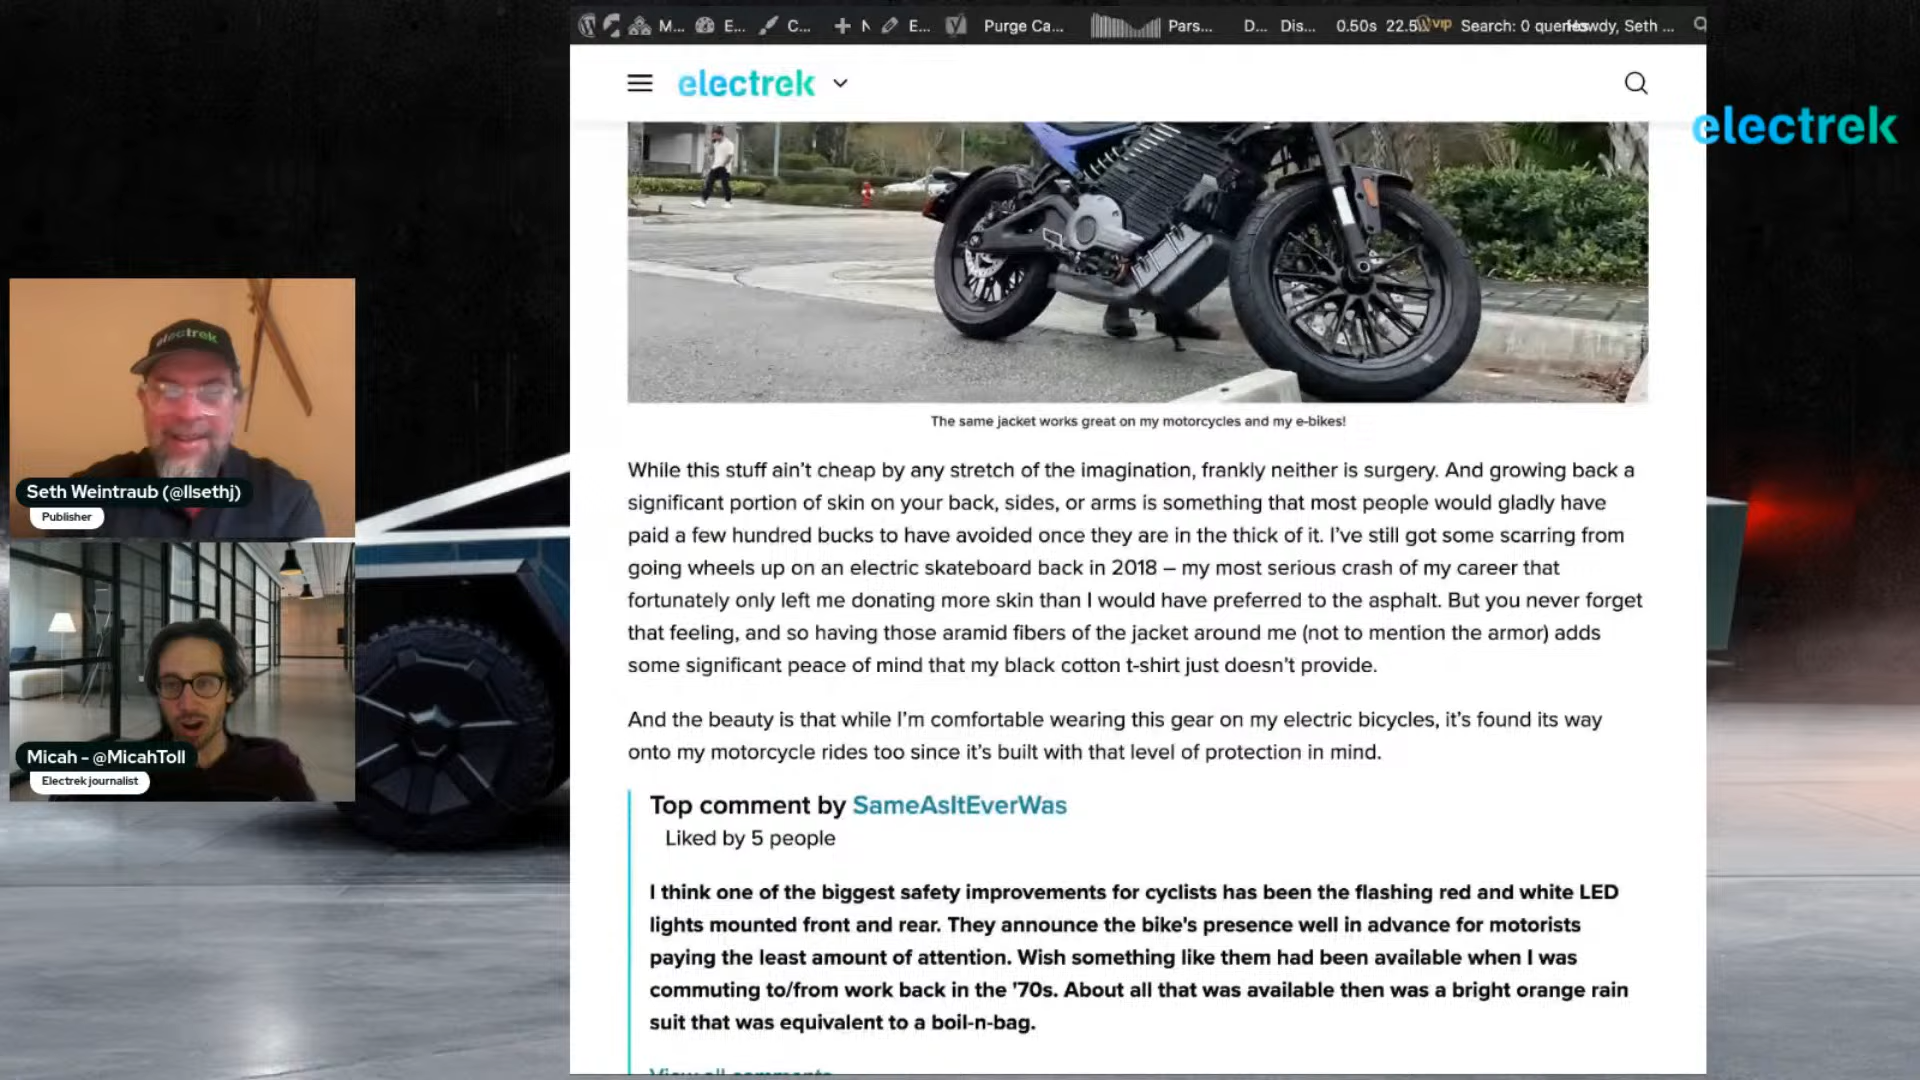 M... E... C... N E... Purge Ca... Pars... D... Dis... 0.50s 22.5 vip Search: 0 queries Howdy, Seth ...
electrek
electrek
electrek
Seth Weintraub (@llsethj)
Publisher
Micah - @MicahToll
Electrek journalist
The same jacket works great on my motorcycles and my e-bikes!
While this stuff ain't cheap by any stretch of the imagination, frankly neither is surgery. And growing back a
significant portion of skin on your back, sides, or arms is something that most people would gladly have
paid a few hundred bucks to have avoided once they are in the thick of it. I've still got some scarring from
going wheels up on an electric skateboard back in 2018 – my most serious crash of my career that
fortunately only left me donating more skin than I would have preferred to the asphalt. But you never forget
that feeling, and so having those aramid fibers of the jacket around me (not to mention the armor) adds
some significant peace of mind that my black cotton t-shirt just doesn't provide.
And the beauty is that while I'm comfortable wearing this gear on my electric bicycles, it's found its way
onto my motorcycle rides too since it's built with that level of protection in mind.
Top comment by SameAsItEverWas
Liked by 5 people
I think one of the biggest safety improvements for cyclists has been the flashing red and white LED
lights mounted front and rear. They announce the bike's presence well in advance for motorists
paying the least amount of attention. Wish something like them had been available when I was
commuting to/from work back in the '70s. About all that was available then was a bright orange rain
suit that was equivalent to a boil-n-bag.
View all comments